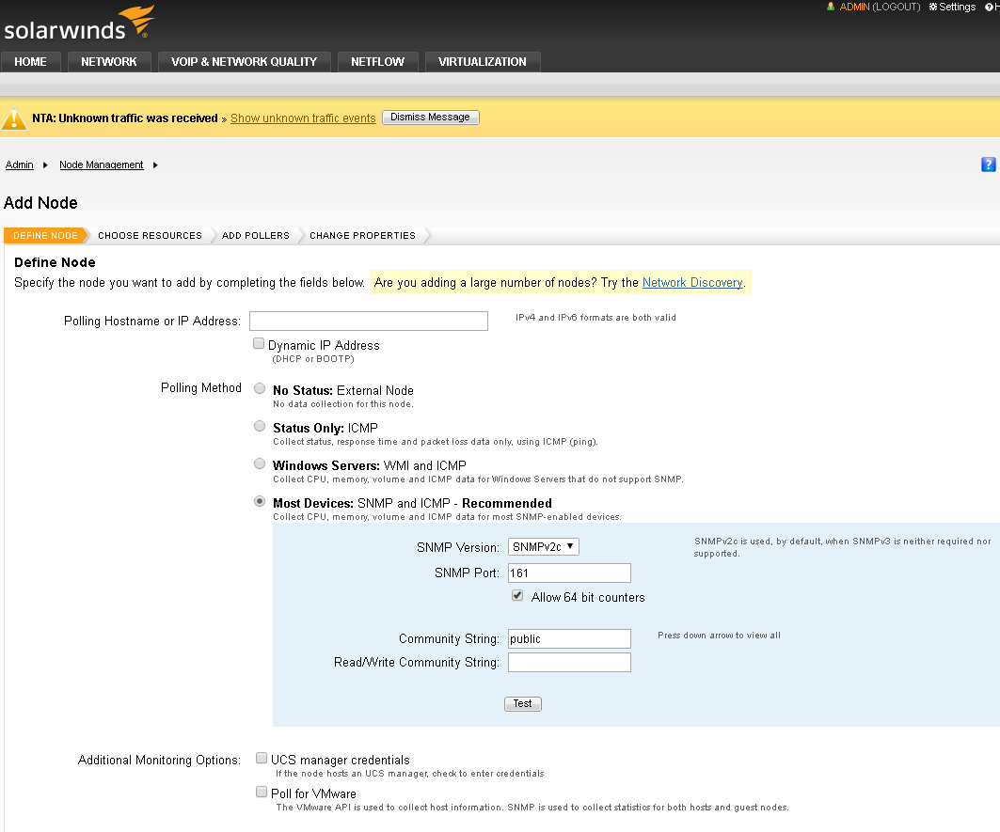 ADMIN (LOGOUT) Settings H
solarwinds
HOME NETWORK VOIP & NETWORK QUALITY NETFLOW VIRTUALIZATION
NTA: Unknown traffic was received » Show unknown traffic events Dismiss Message
Admin Node Management
?
Add Node
DEFINE NODE CHOOSE RESOURCES ADD POLLERS CHANGE PROPERTIES
Define Node
Specify the node you want to add by completing the fields below. Are you adding a large number of nodes? Try the Network Discovery.
Polling Hostname or IP Address: IPv4 and IPv6 formats are both valid
Dynamic IP Address
(DHCP or BOOTP)
Polling Method No Status: External Node
No data collection for this node.
Status Only: ICMP
Collect status, response time and packet loss data only, using ICMP (ping).
Windows Servers: WMI and ICMP
Collect CPU, memory, volume and ICMP data for Windows Servers that do not support SNMP.
Most Devices: SNMP and ICMP - Recommended
Collect CPU, memory, volume and ICMP data for most SNMP-enabled devices.
SNMP Version: SNMPv2c SNMPv2c is used, by default, when SNMPv3 is neither required nor
supported.
SNMP Port: 161
Allow 64 bit counters
Community String: public Press down arrow to view all
Read/Write Community String:
Test
Additional Monitoring Options: UCS manager credentials
If the node hosts an UCS manager, check to enter credentials
Poll for VMware
The VMware API is used to collect host information. SNMP is used to collect statistics for both hosts and guest nodes.